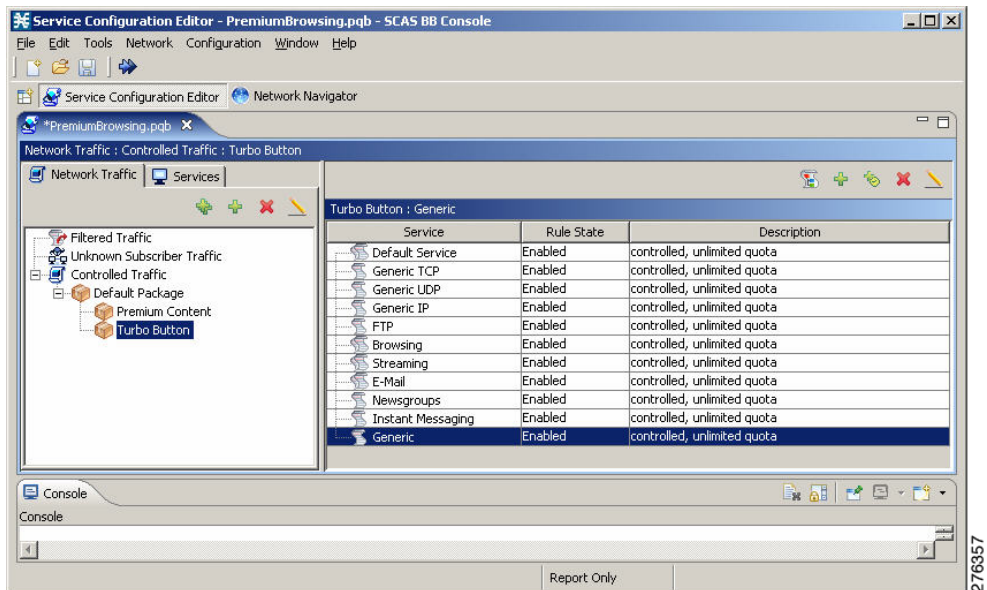 Service Configuration Editor - PremiumBrowsing.pqb - SCAS BB Console
File Edit Tools Network Configuration Window Help
Service Configuration Editor Network Navigator
*PremiumBrowsing.pqb
Network Traffic : Controlled Traffic : Turbo Button
Network Traffic Services
Filtered Traffic
Unknown Subscriber Traffic
Controlled Traffic
Default Package
Premium Content
Turbo Button
Turbo Button : Generic
Service Rule State Description
Default Service Enabled controlled, unlimited quota
Generic TCP Enabled controlled, unlimited quota
Generic UDP Enabled controlled, unlimited quota
Generic IP Enabled controlled, unlimited quota
FTP Enabled controlled, unlimited quota
Browsing Enabled controlled, unlimited quota
Streaming Enabled controlled, unlimited quota
E-Mail Enabled controlled, unlimited quota
Newsgroups Enabled controlled, unlimited quota
Instant Messaging Enabled controlled, unlimited quota
Generic Enabled controlled, unlimited quota
Console
Console
Report Only
276357